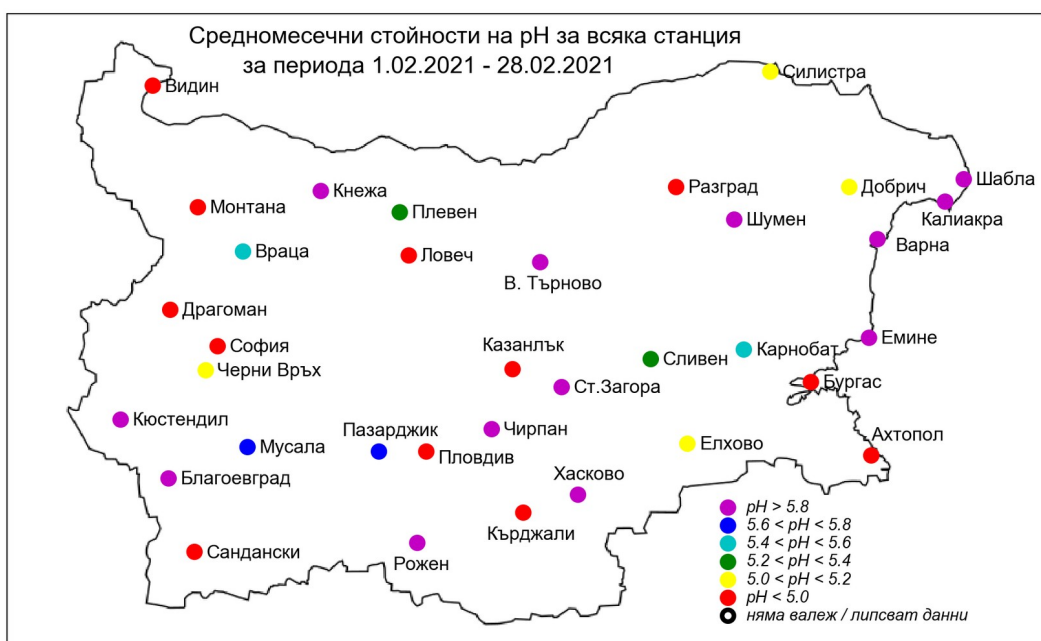 Средномесечни стойности на pH за всяка станция
за периода 1.02.2021 - 28.02.2021
Силистра
Видин
Шабла
Кнежа
Разград
Добрич
Монтана
Плевен
Калиакра
Шумен
Варна
Враца
Ловеч
В. Търново
Драгоман
Емине
София
Казанлък
Карнобат
Сливен
Черни Връх
Бургас
Ст.Загора
Кюстендил
Чирпан
Пазарджик
Ахтопол
Мусала
Елхово
Пловдив
Хасково
Благоевград
Кърджали
Сандански
Рожен
pH > 5.8
5.6 < pH < 5.8
5.4 < pH < 5.6
5.2 < pH < 5.4
5.0 < pH < 5.2
pH < 5.0
няма валеж / липсват данни